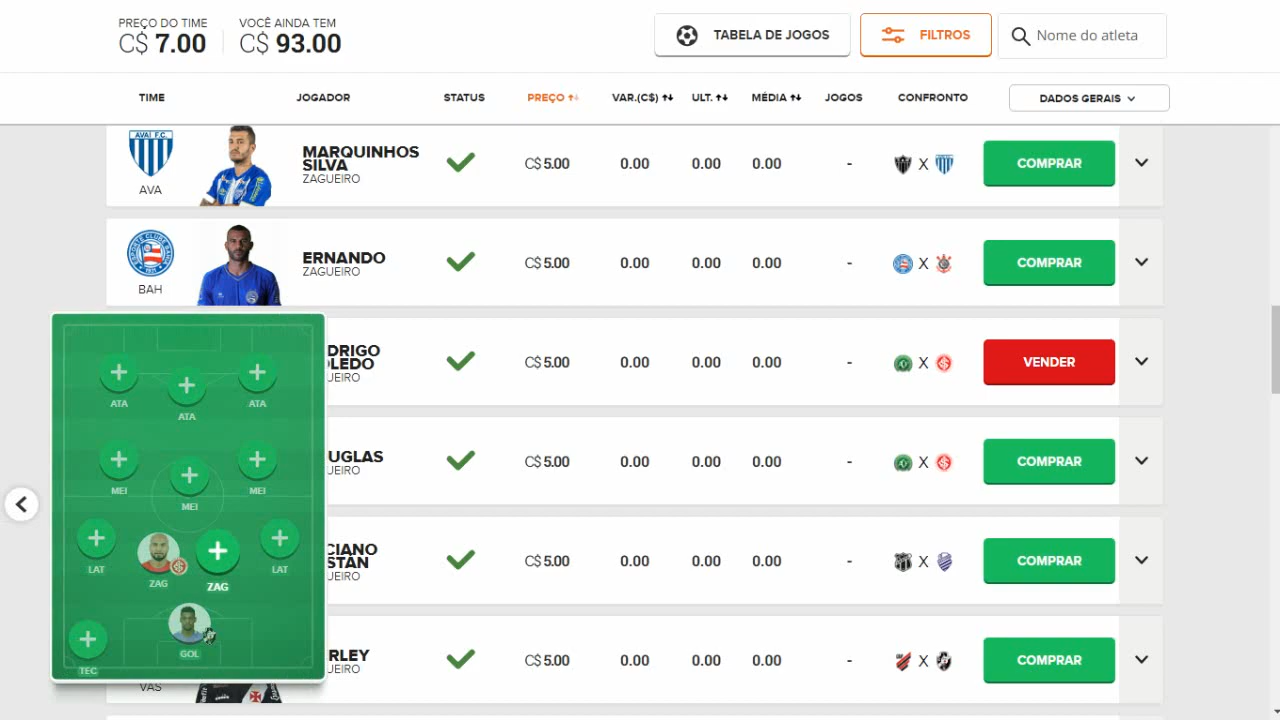 PREÇO DO TIME
C$ 7.00
VOCÊ AINDA TEM
C$ 93.00
TABELA DE JOGOS
FILTROS
Nome do atleta
TIME JOGADOR STATUS PREÇO VAR.(C$) ULT. MÉDIA JOGOS CONFRONTO DADOS GERAIS
AVAÍ F.C.
AVA
MARQUINHOS
SILVA
ZAGUEIRO
C$ 5.00 0.00 0.00 0.00 - X COMPRAR
BAH
ERNANDO
ZAGUEIRO
C$ 5.00 0.00 0.00 0.00 - X COMPRAR
DRIGO
LEDO
UEIRO
C$ 5.00 0.00 0.00 0.00 - X VENDER
UGLAS
UEIRO
C$ 5.00 0.00 0.00 0.00 - X COMPRAR
CIANO
STAN
UEIRO
C$ 5.00 0.00 0.00 0.00 - X COMPRAR
RLEY
UEIRO
C$ 5.00 0.00 0.00 0.00 - X COMPRAR
ATA
ATA
ATA
MEI
MEI
MEI
LAT
ZAG
ZAG
LAT
GOL
TEC
VAS